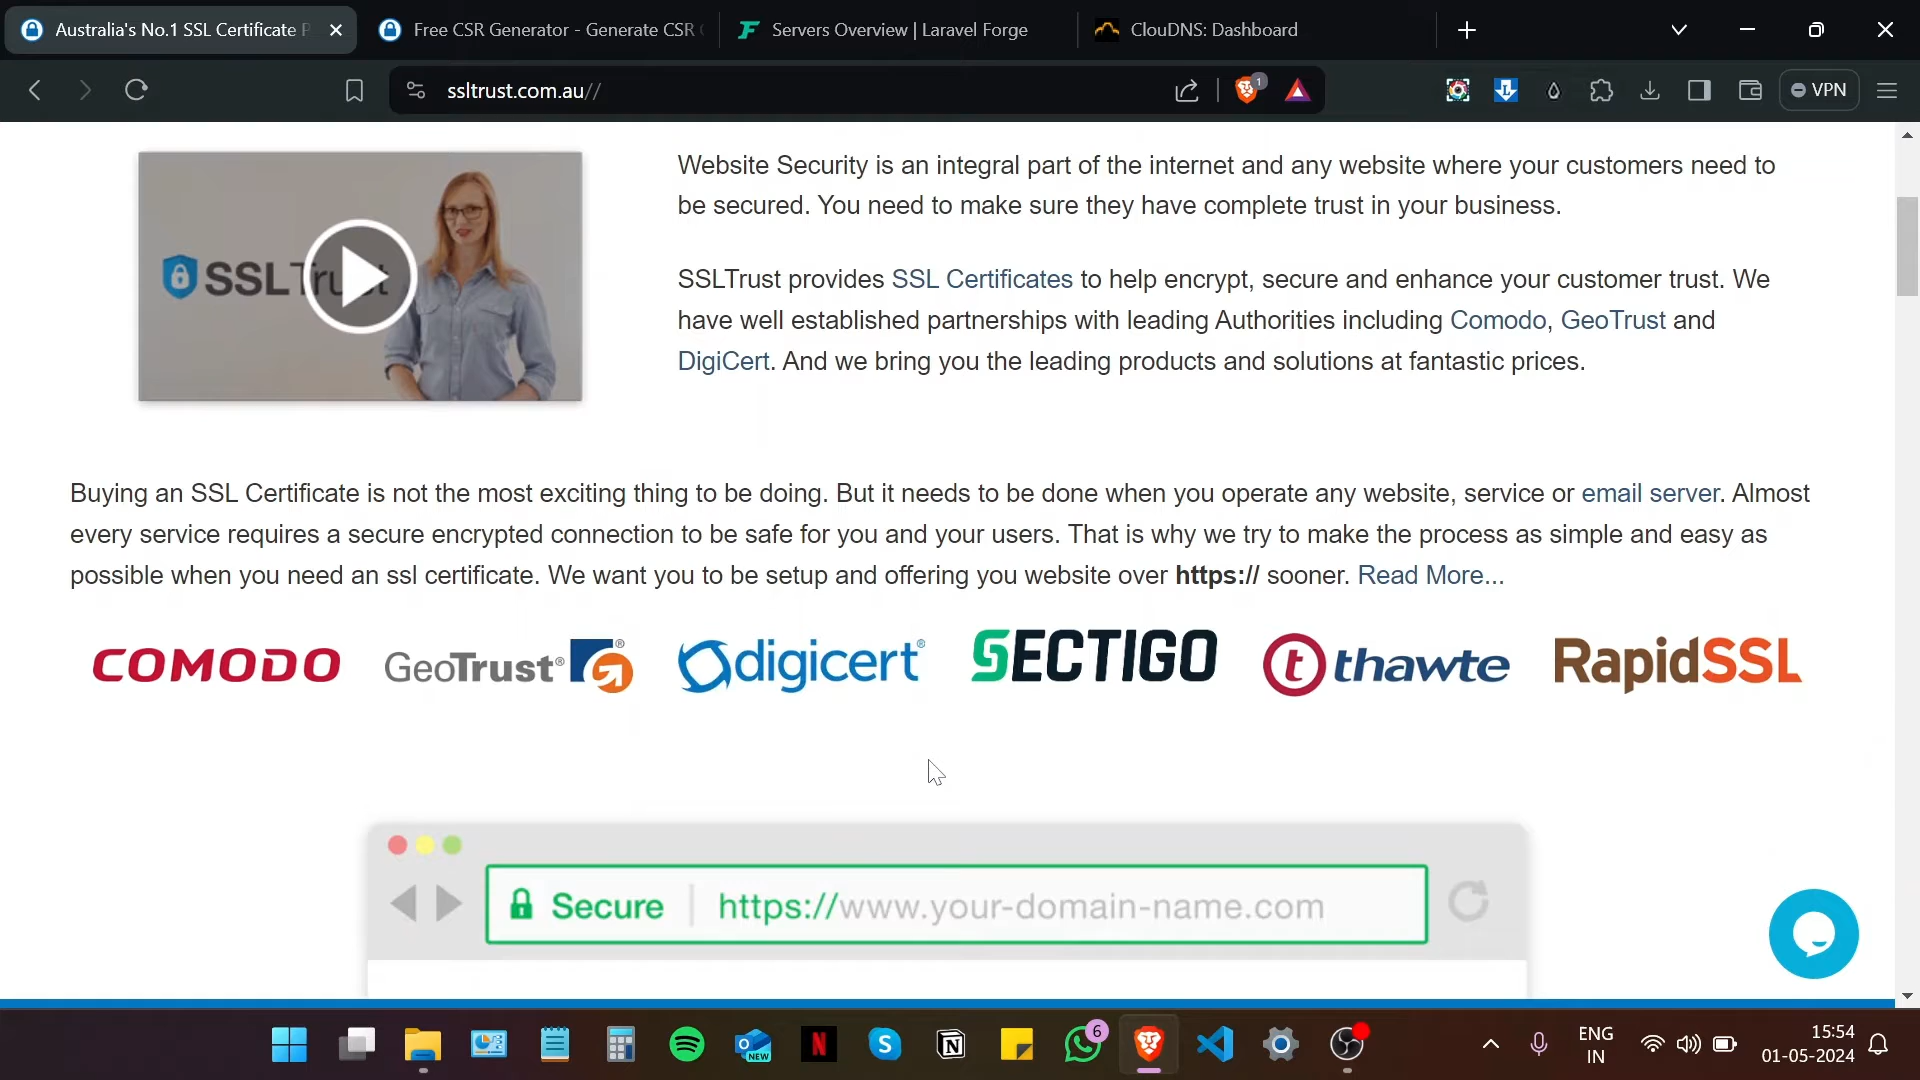 Australia's No.1 SSL Certificate P
Free CSR Generator - Generate CSR
Servers Overview | Laravel Forge
ClouDNS: Dashboard
ssltrust.com.au//
1
VPN
SSLTrust
Website Security is an integral part of the internet and any website where your customers need to
be secured. You need to make sure they have complete trust in your business.
SSLTrust provides SSL Certificates to help encrypt, secure and enhance your customer trust. We
have well established partnerships with leading Authorities including Comodo, GeoTrust and
DigiCert. And we bring you the leading products and solutions at fantastic prices.
Buying an SSL Certificate is not the most exciting thing to be doing. But it needs to be done when you operate any website, service or email server. Almost
every service requires a secure encrypted connection to be safe for you and your users. That is why we try to make the process as simple and easy as
possible when you need an ssl certificate. We want you to be setup and offering you website over https:// sooner. Read More...
COMODO GeoTrust® digicert® SECTIGO thawte RapidSSL
Secure | https://www.your-domain-name.com
NEW
6
ENG
IN
15:54
01-05-2024